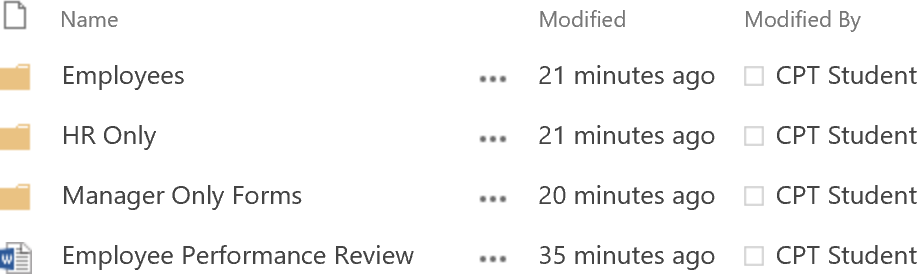 Name Modified Modified By
Employees ... 21 minutes ago CPT Student
HR Only ... 21 minutes ago CPT Student
Manager Only Forms ... 20 minutes ago CPT Student
Employee Performance Review ... 35 minutes ago CPT Student